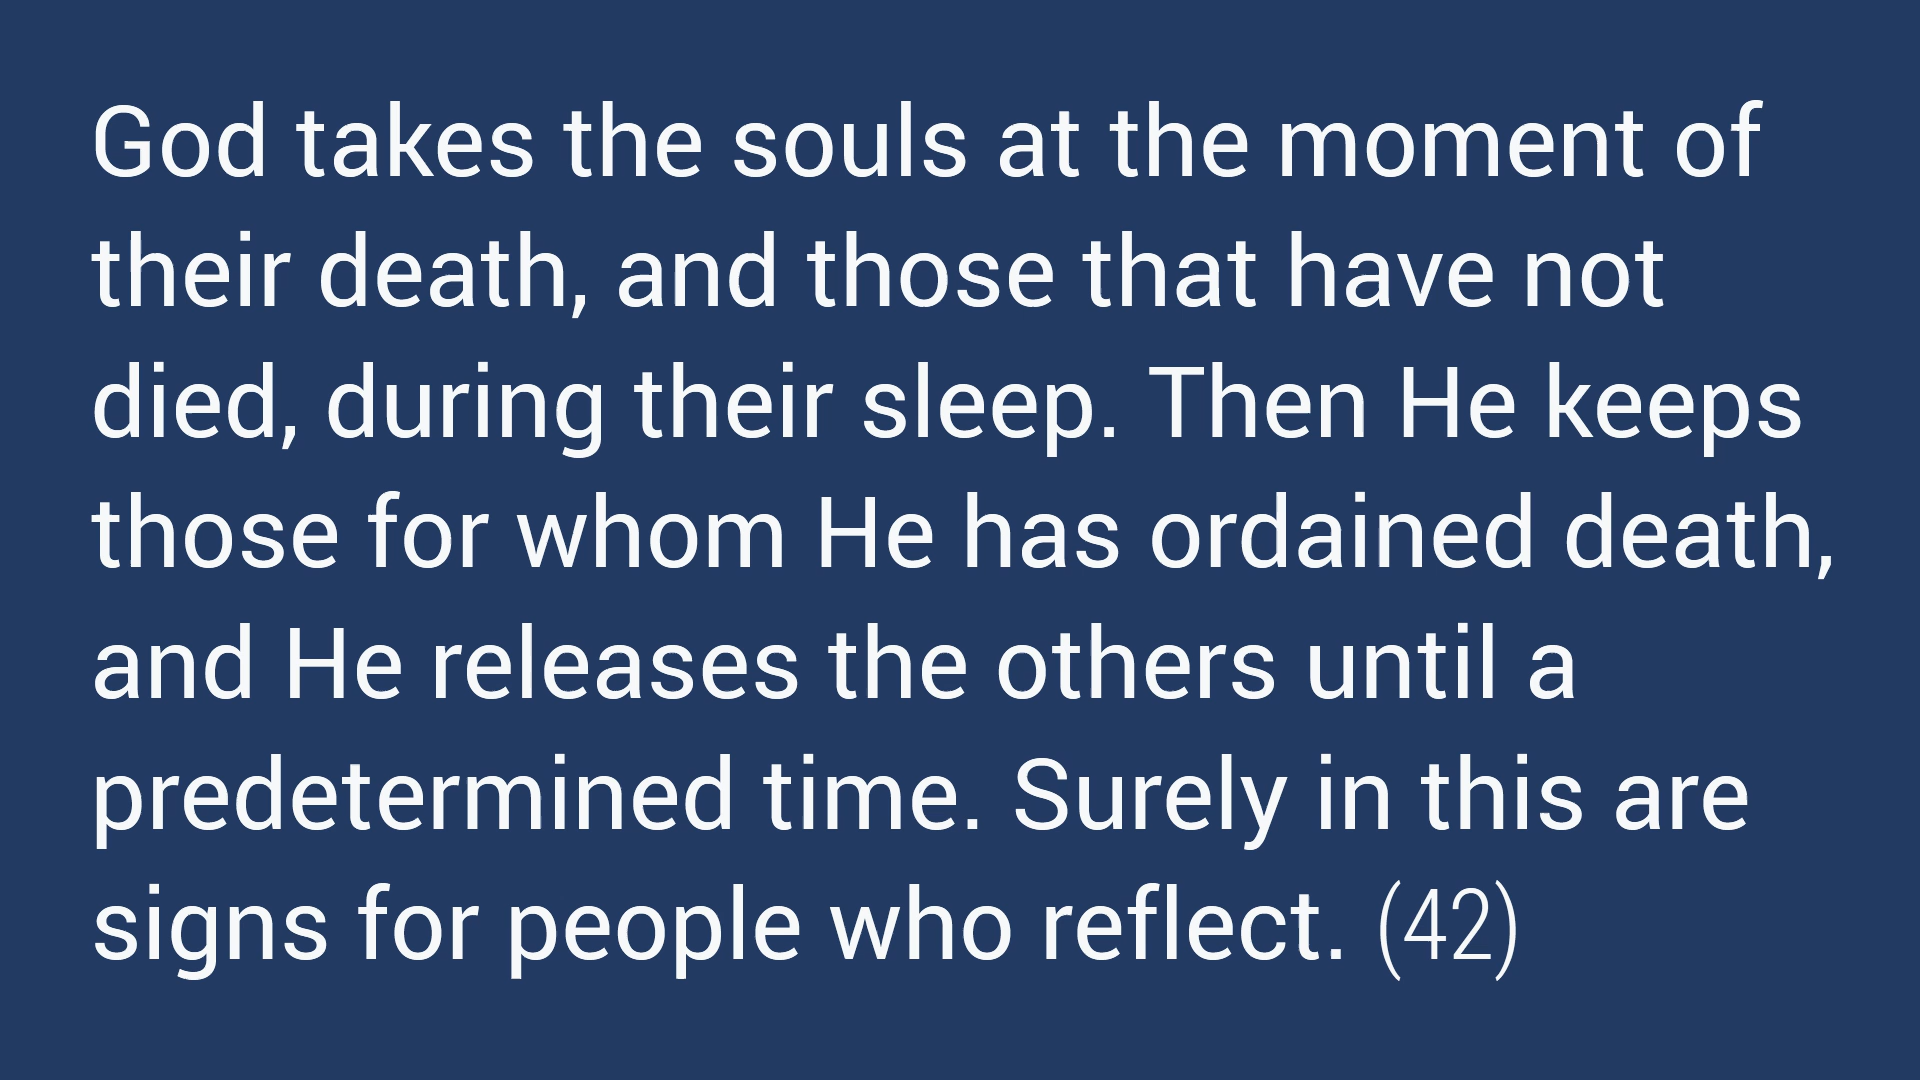 God takes the souls at the moment of
their death, and those that have not
died, during their sleep. Then He keeps
those for whom He has ordained death,
and He releases the others until a
predetermined time. Surely in this are
signs for people who reflect. (42)